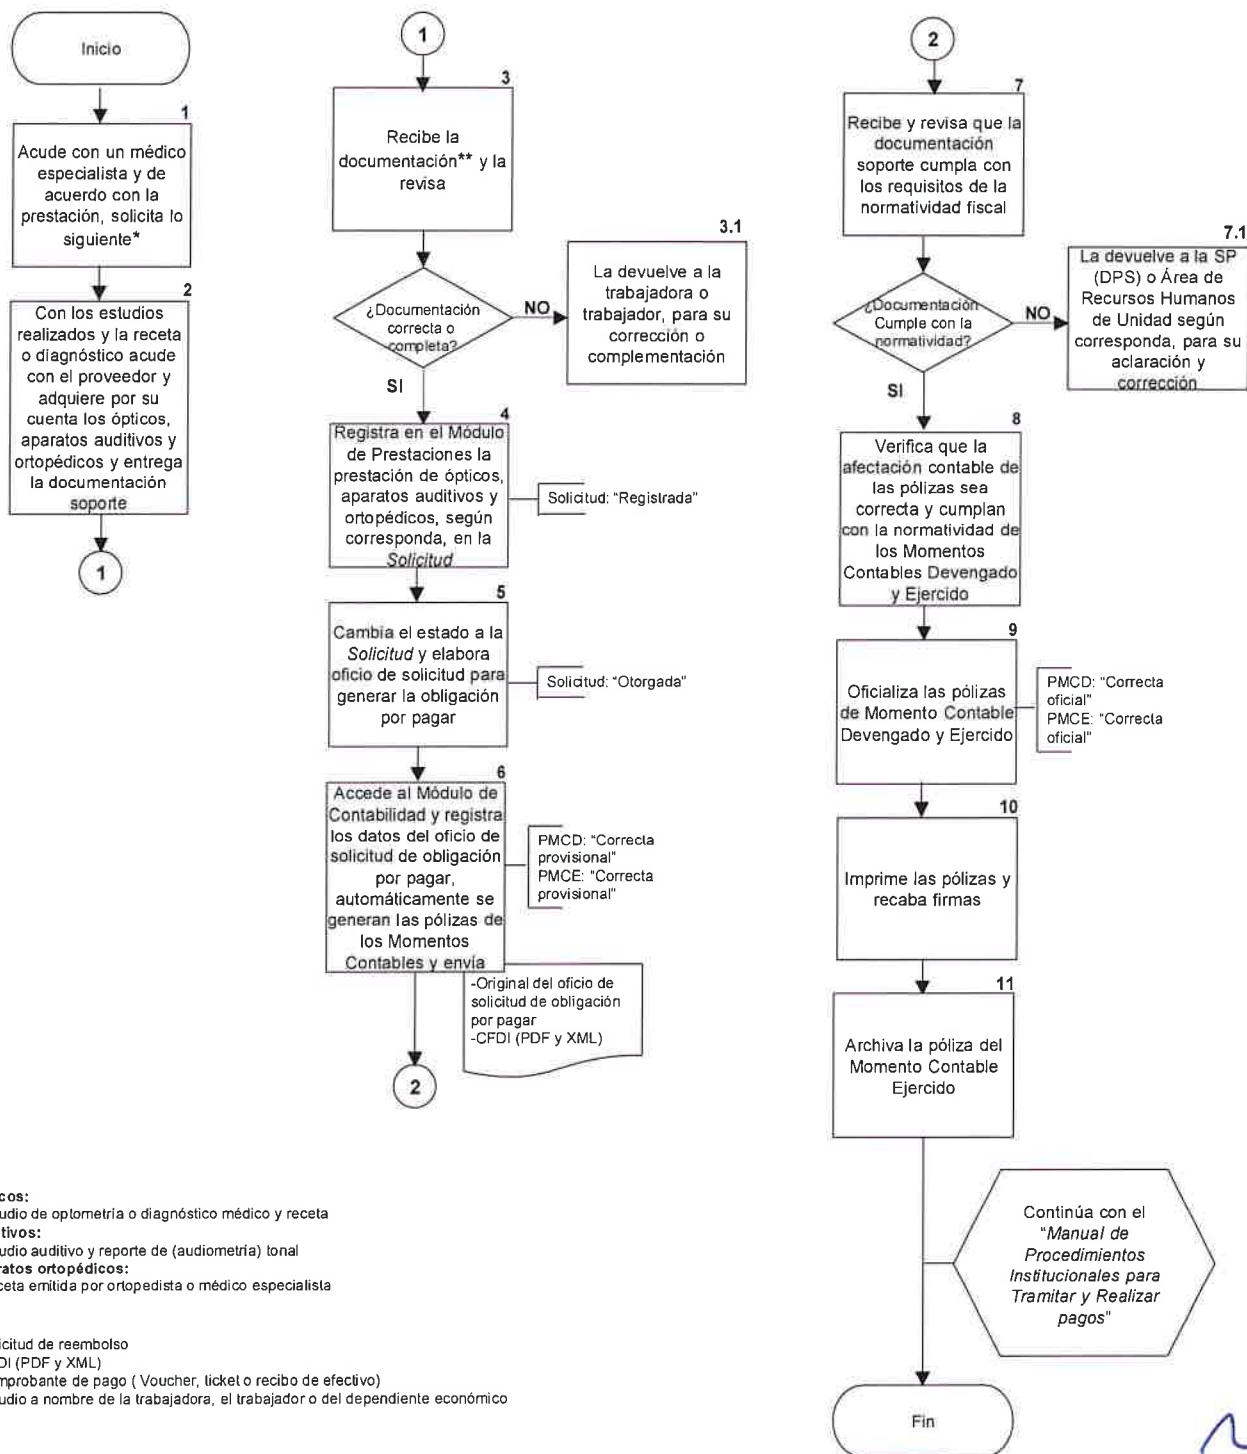 Inicio
1
Acude con un médico
especialista y de
acuerdo con la
prestación, solicita lo
siguiente*
2
Con los estudios
realizados y la receta
o diagnóstico acude
con el proveedor y
adquiere por su
cuenta los ópticos,
aparatos auditivos y
ortopédicos y entrega
la documentación
soporte
1
1
3
Recibe la
documentación** y la
revisa
¿Documentación
correcta o
completa?
NO
3.1
La devuelve a la
trabajadora o
trabajador, para su
corrección o
complementación
SI
4
Registra en el Módulo
de Prestaciones la
prestación de ópticos,
aparatos auditivos y
ortopédicos, según
corresponda, en la
Solicitud
Solicitud: "Registrada"
5
Cambia el estado a la
Solicitud y elabora
oficio de solicitud para
generar la obligación
por pagar
Solicitud: "Otorgada"
6
Accede al Módulo de
Contabilidad y registra
los datos del oficio de
solicitud de obligación
por pagar,
automáticamente se
generan las pólizas de
los Momentos
Contables y envía
PMCD: "Correcta
provisional"
PMCE: "Correcta
provisional"
-Original del oficio de
solicitud de obligación
por pagar
-CFDI (PDF y XML)
2
2
7
Recibe y revisa que la
documentación
soporte cumpla con
los requisitos de la
normatividad fiscal
¿Documentación
Cumple con la
normatividad?
NO
7.1
La devuelve a la SP
(DPS) o Área de
Recursos Humanos
de Unidad según
corresponda, para su
aclaración y
corrección
SI
8
Verifica que la
afectación contable de
las pólizas sea
correcta y cumplan
con la normatividad de
los Momentos
Contables Devengado
y Ejercido
9
Oficializa las pólizas
de Momento Contable
Devengado y Ejercido
PMCD: "Correcta
oficial"
PMCE: "Correcta
oficial"
10
Imprime las pólizas y
recaba firmas
11
Archiva la póliza del
Momento Contable
Ejercido
Continúa con el
"Manual de
Procedimientos
Institucionales para
Tramitar y Realizar
pagos"
Fin
cos:
udio de optometría o diagnóstico médico y receta
tivos:
udio auditivo y reporte de (audiometría) tonal
ratos ortopédicos:
ceta emitida por ortopedista o médico especialista
icitud de reembolso
DI (PDF y XML)
mprobante de pago ( Voucher, ticket o recibo de efectivo)
udio a nombre de la trabajadora, el trabajador o del dependiente económico